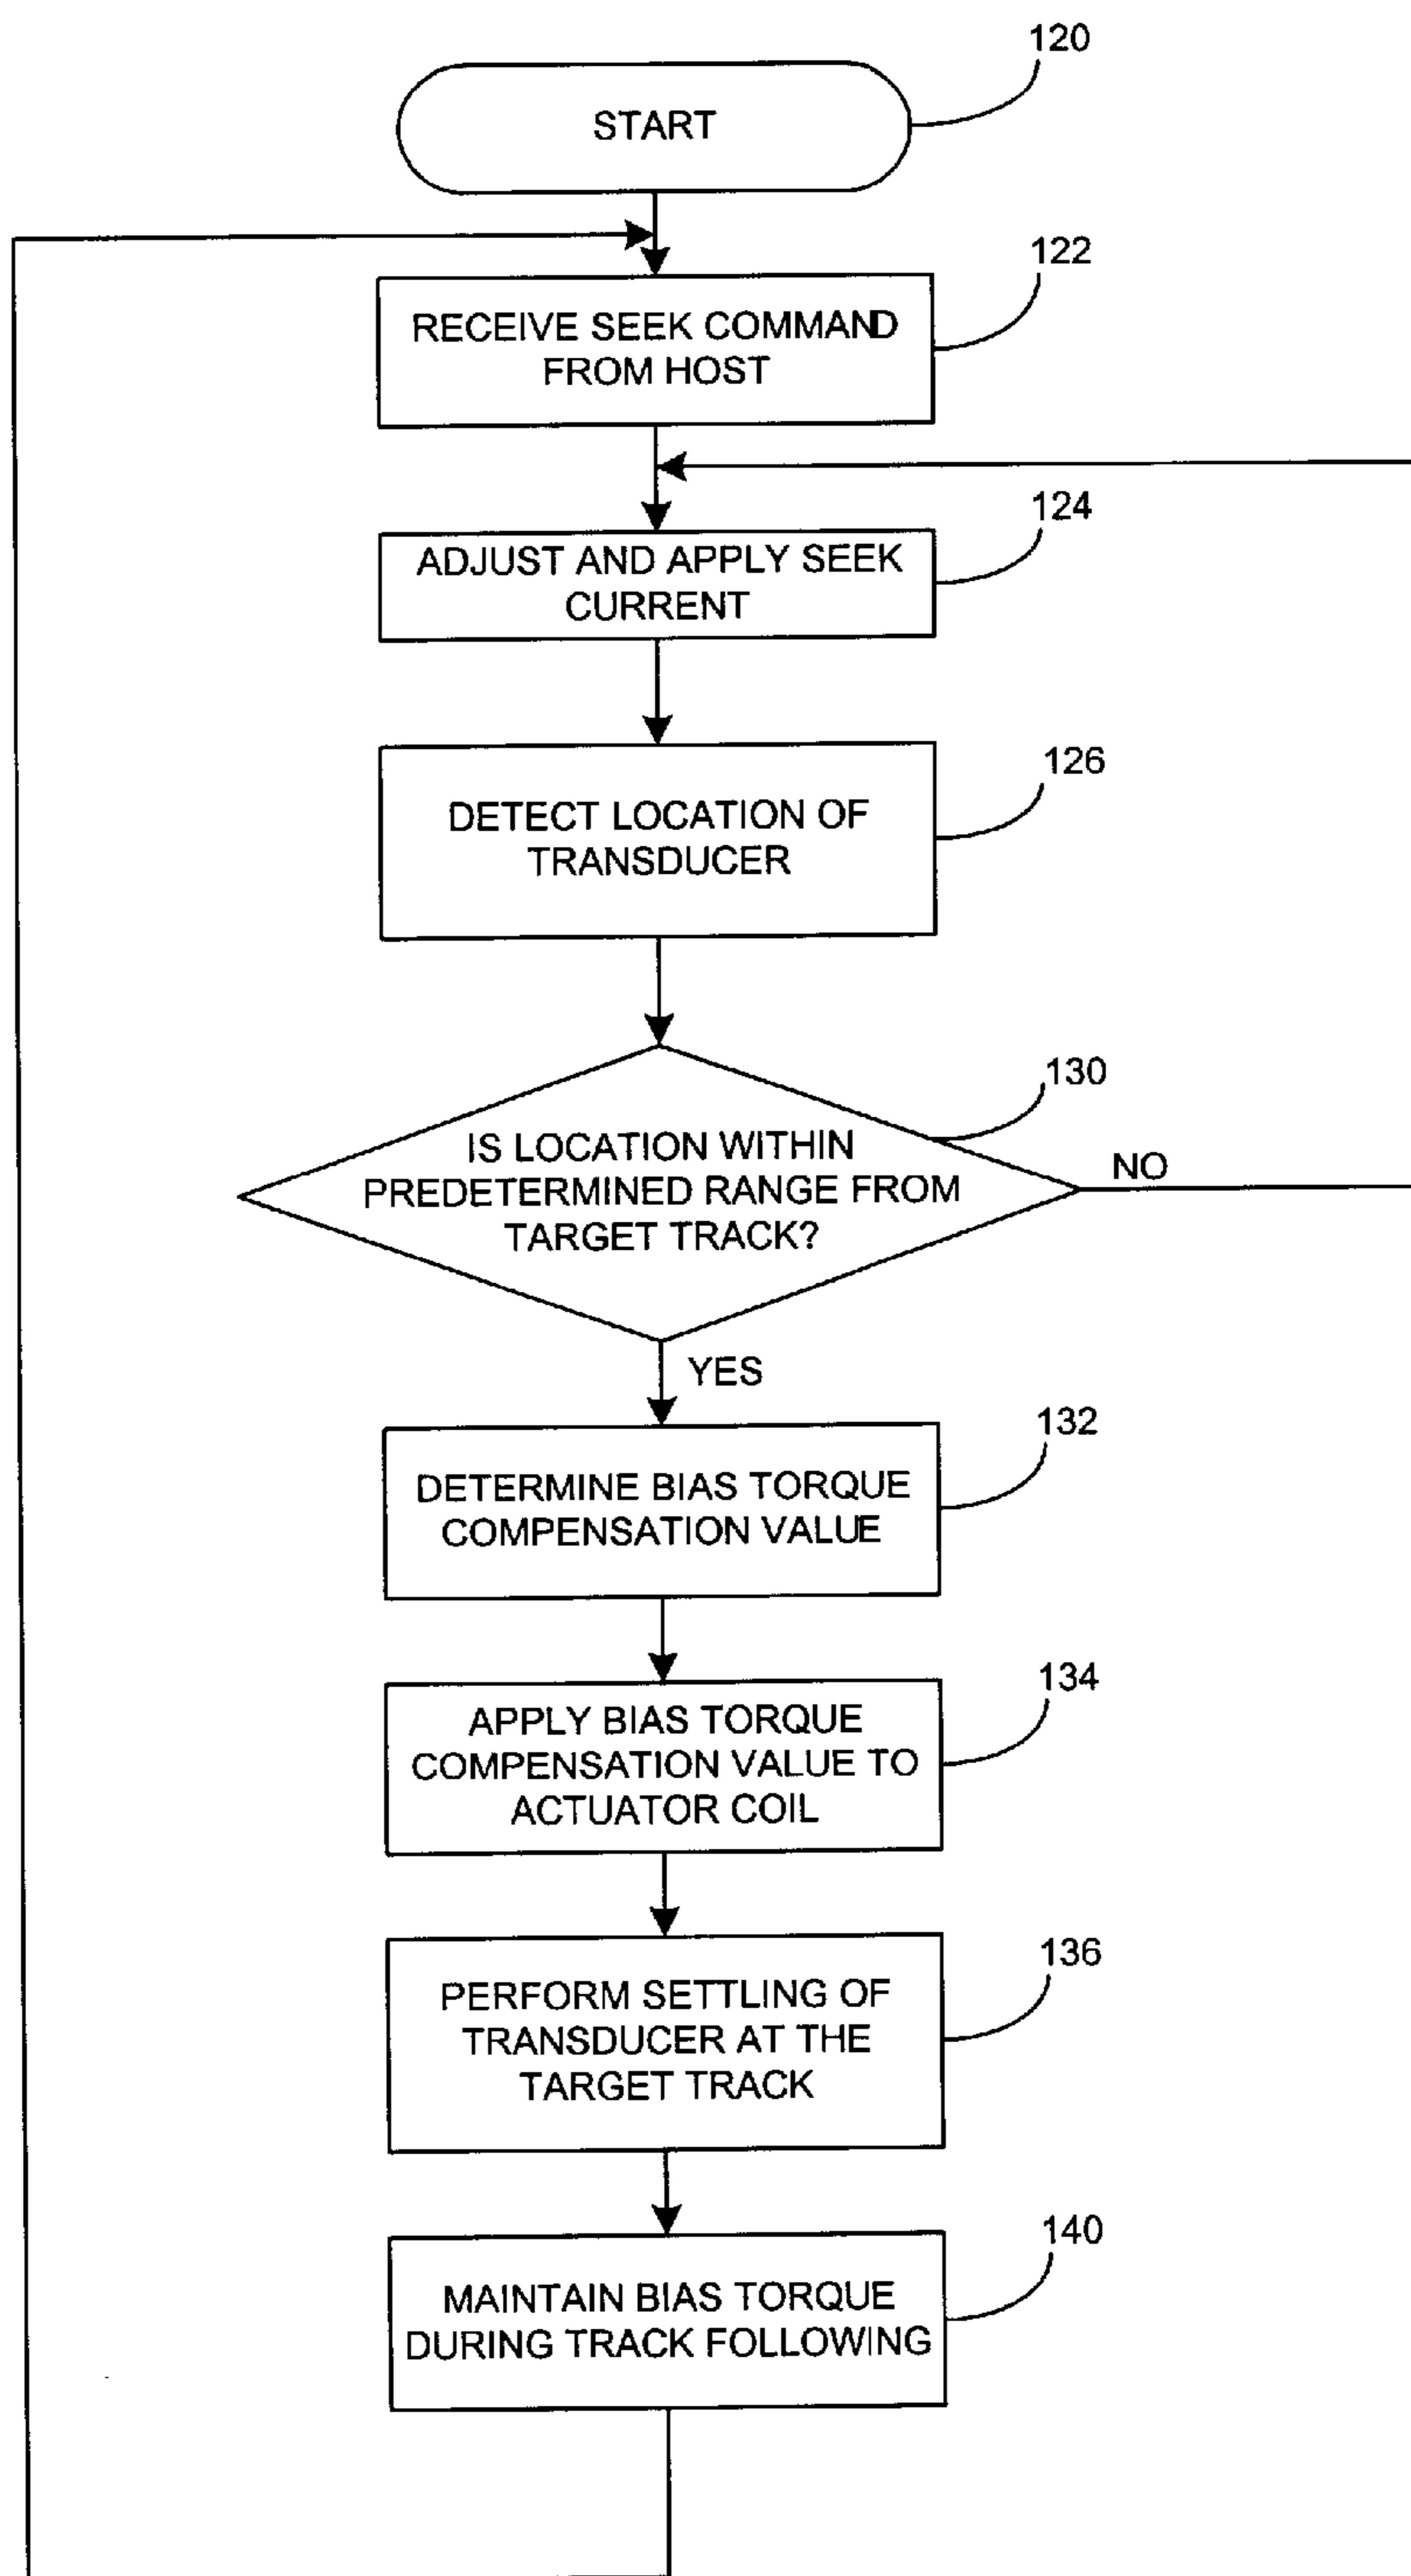 120
START
122
RECEIVE SEEK COMMAND
FROM HOST
124
ADJUST AND APPLY SEEK
CURRENT
126
DETECT LOCATION OF
TRANSDUCER
130
IS LOCATION WITHIN
PREDETERMINED RANGE FROM
TARGET TRACK?
NO
YES
132
DETERMINE BIAS TORQUE
COMPENSATION VALUE
134
APPLY BIAS TORQUE
COMPENSATION VALUE TO
ACTUATOR COIL
136
PERFORM SETTLING OF
TRANSDUCER AT THE
TARGET TRACK
140
MAINTAIN BIAS TORQUE
DURING TRACK FOLLOWING